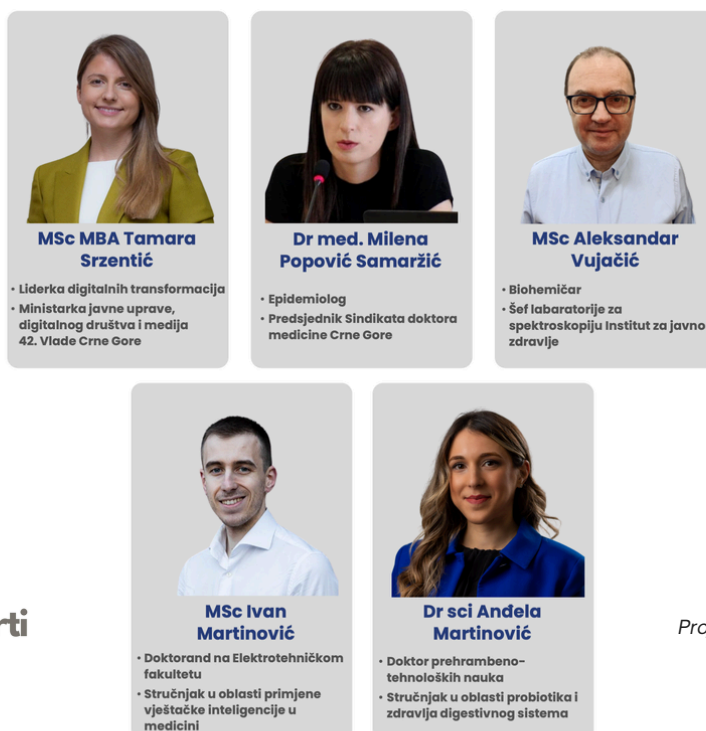 MSc MBA Tamara
Srzentić
• Liderka digitalnih transformacija
• Ministarka javne uprave,
digitalnog društva i medija
42. Vlade Crne Gore
Dr med. Milena
Popović Samaržić
• Epidemiolog
• Predsjednik Sindikata doktora
medicine Crne Gore
MSc Aleksandar
Vujačić
• Biohemičar
• Šef labaratorije za
spektroskopiju Institut za javno
zdravlje
MSc Ivan
Martinović
• Doktorand na Elektrotehničkom
fakultetu
• Stručnjak u oblasti primjene
vještačke inteligencije u
medicini
Dr sci Anđela
Martinović
• Doktor prehrambeno-
tehnoloških nauka
• Stručnjak u oblasti probiotika i
zdravlja digestivnog sistema
rti
Pro